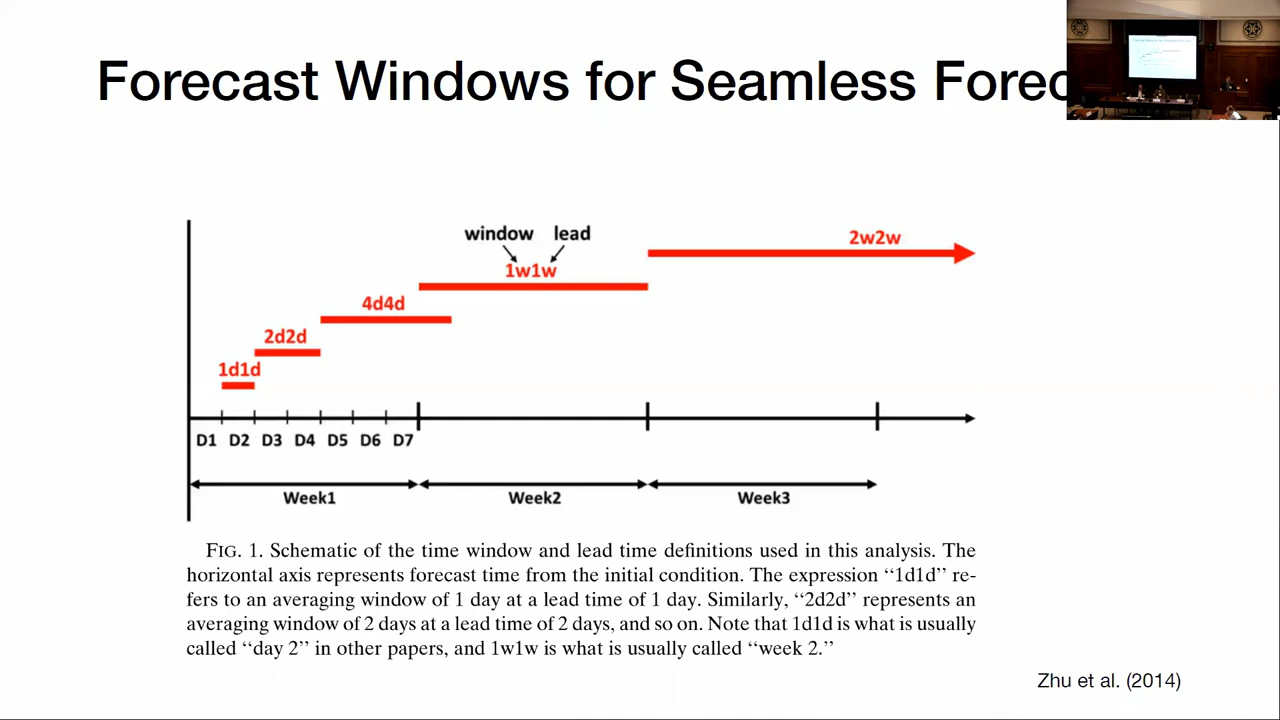 Forecast Windows for Seamless
window lead
1w1w
2w2w
4d4d
2d2d
1d1d
D1 D2 D3 D4 D5 D6 D7
Week1 Week2 Week3
FIG. 1. Schematic of the time window and lead time definitions used in this analysis. The
horizontal axis represents forecast time from the initial condition. The expression ‘‘1d1d’’ re-
fers to an averaging window of 1 day at a lead time of 1 day. Similarly, ‘‘2d2d’’ represents an
averaging window of 2 days at a lead time of 2 days, and so on. Note that 1d1d is what is usually
called ‘‘day 2’’ in other papers, and 1w1w is what is usually called ‘‘week 2.’’
Zhu et al. (2014)